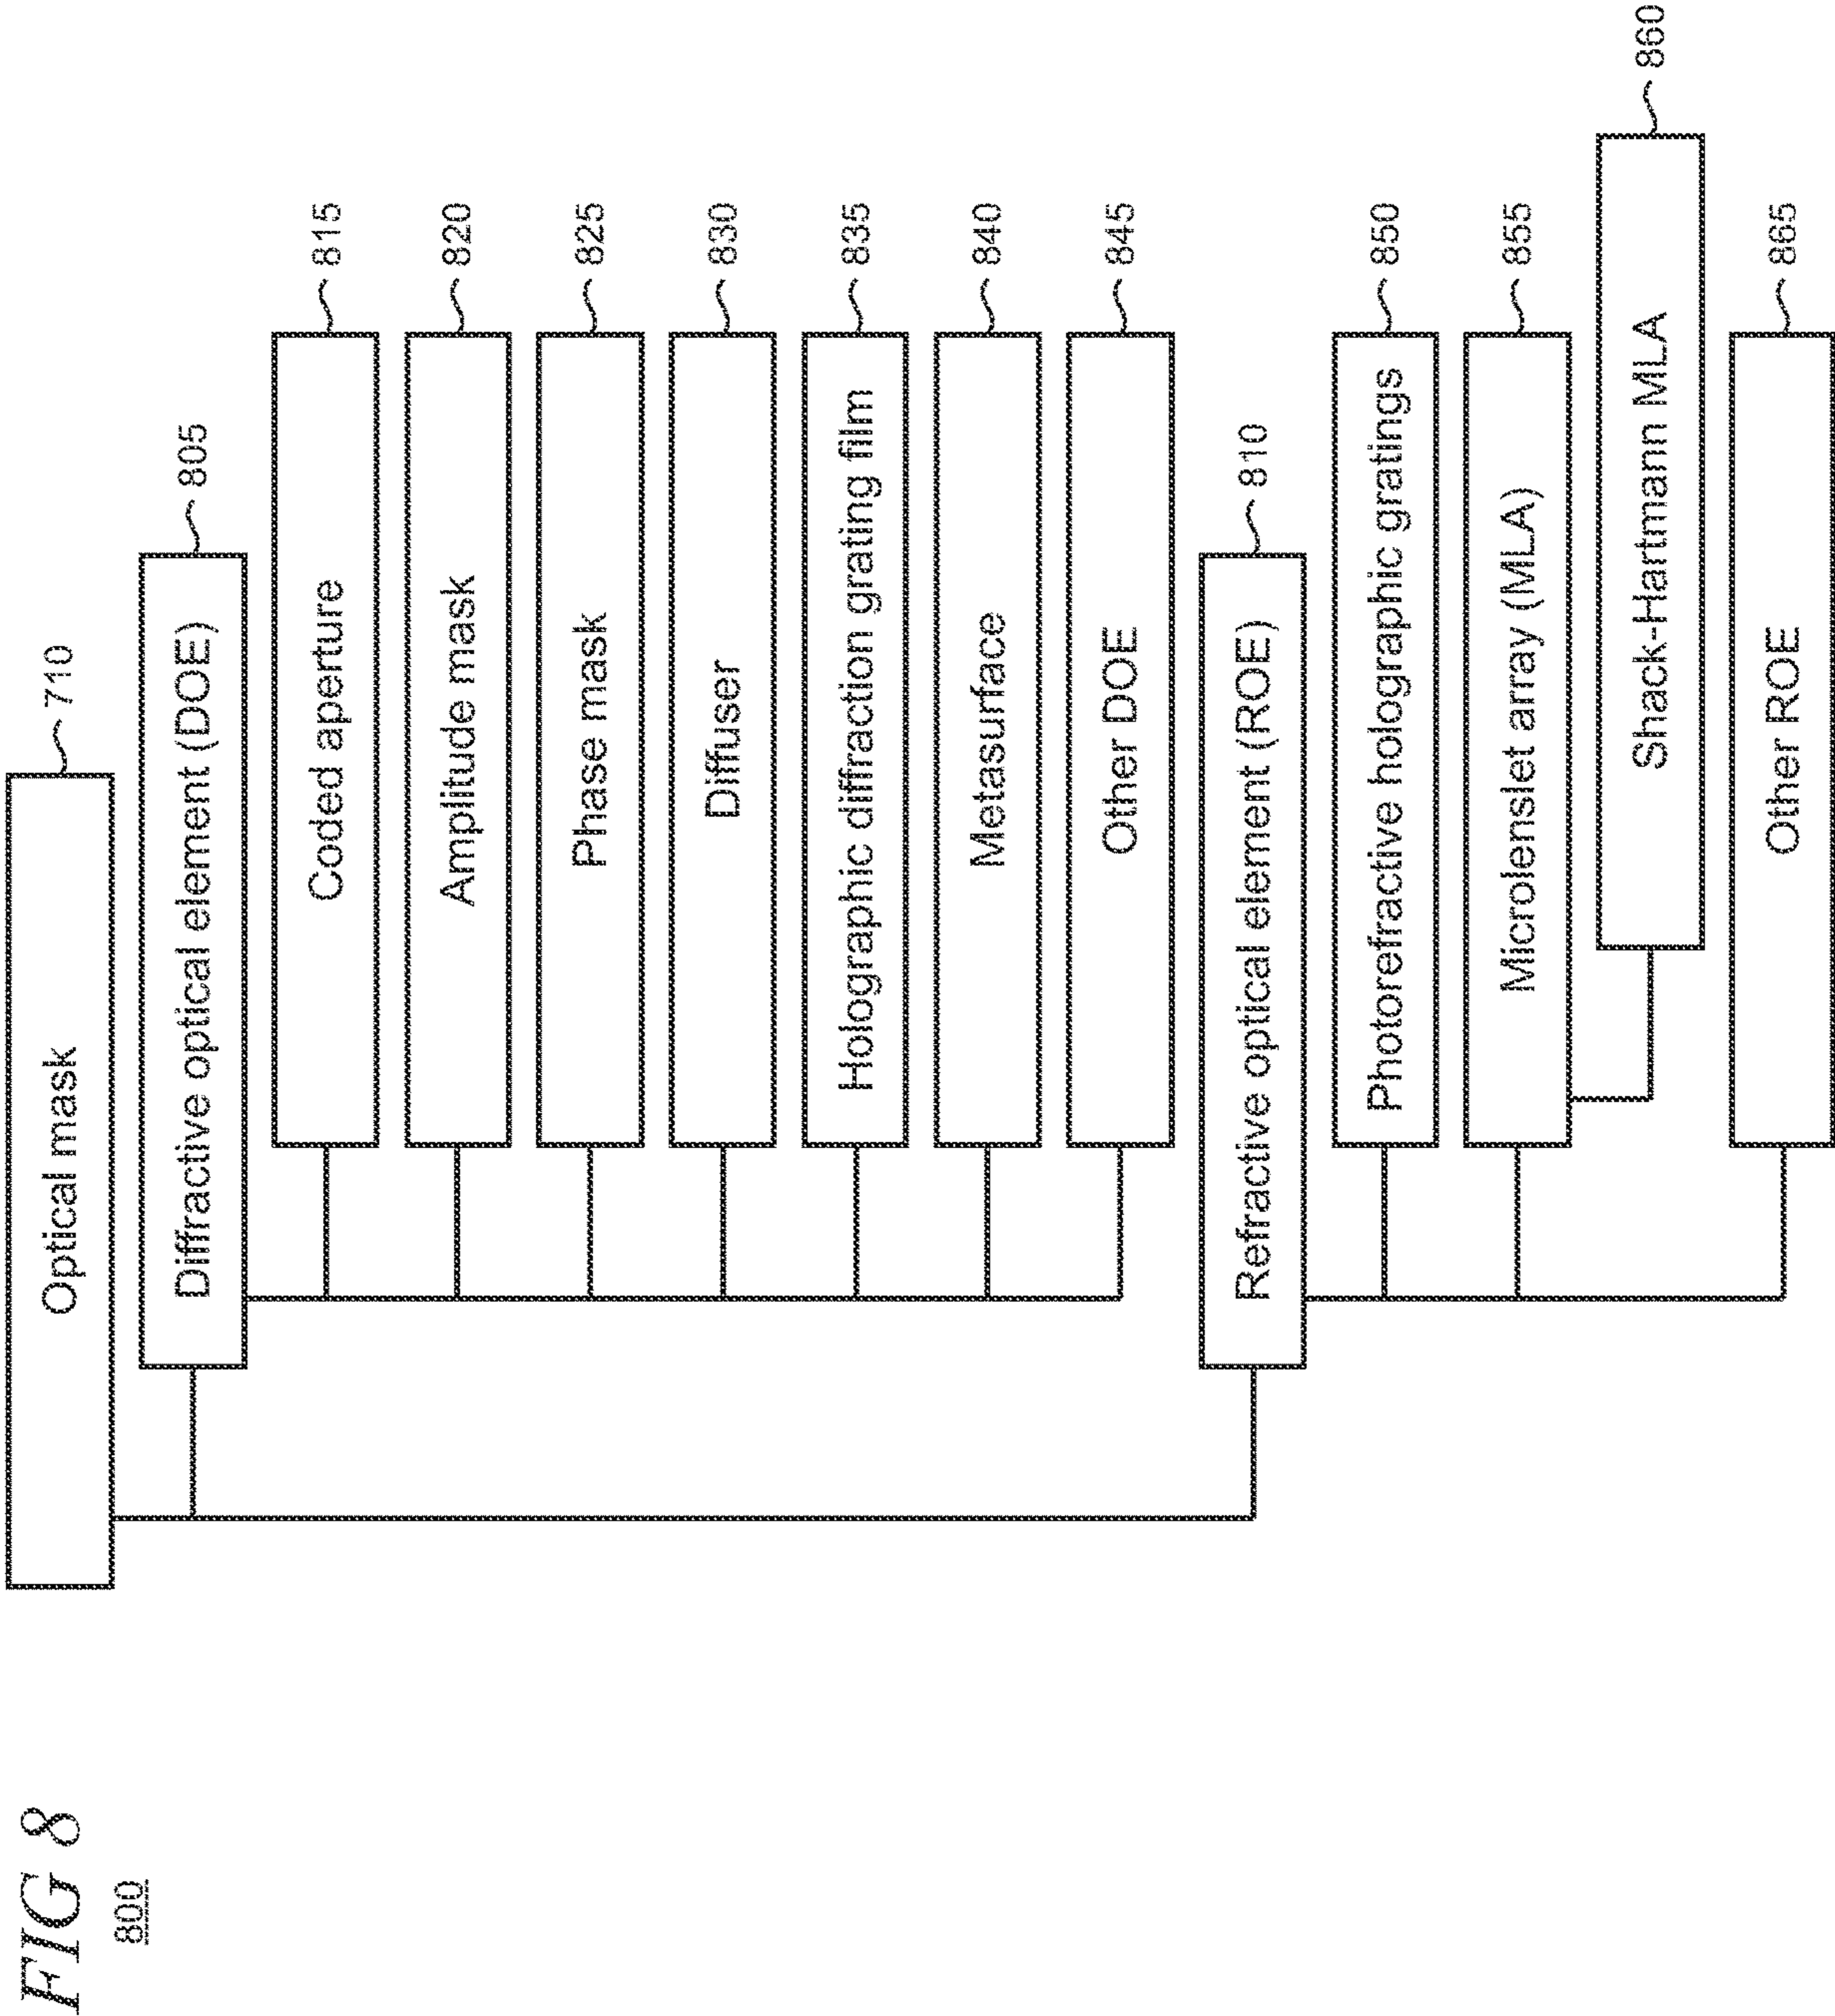 FIG 8
800
Optical mask 710
Diffractive optical element (DOE) 805
Coded aperture 815
Amplitude mask 820
Phase mask 825
Diffuser 830
Holographic diffraction grating film 835
Metasurface 840
Other DOE 845
Refractive optical element (ROE) 810
Photorefractive holographic gratings 850
Microlenslet array (MLA) 855
Shack-Hartmann MLA 860
Other ROE 865